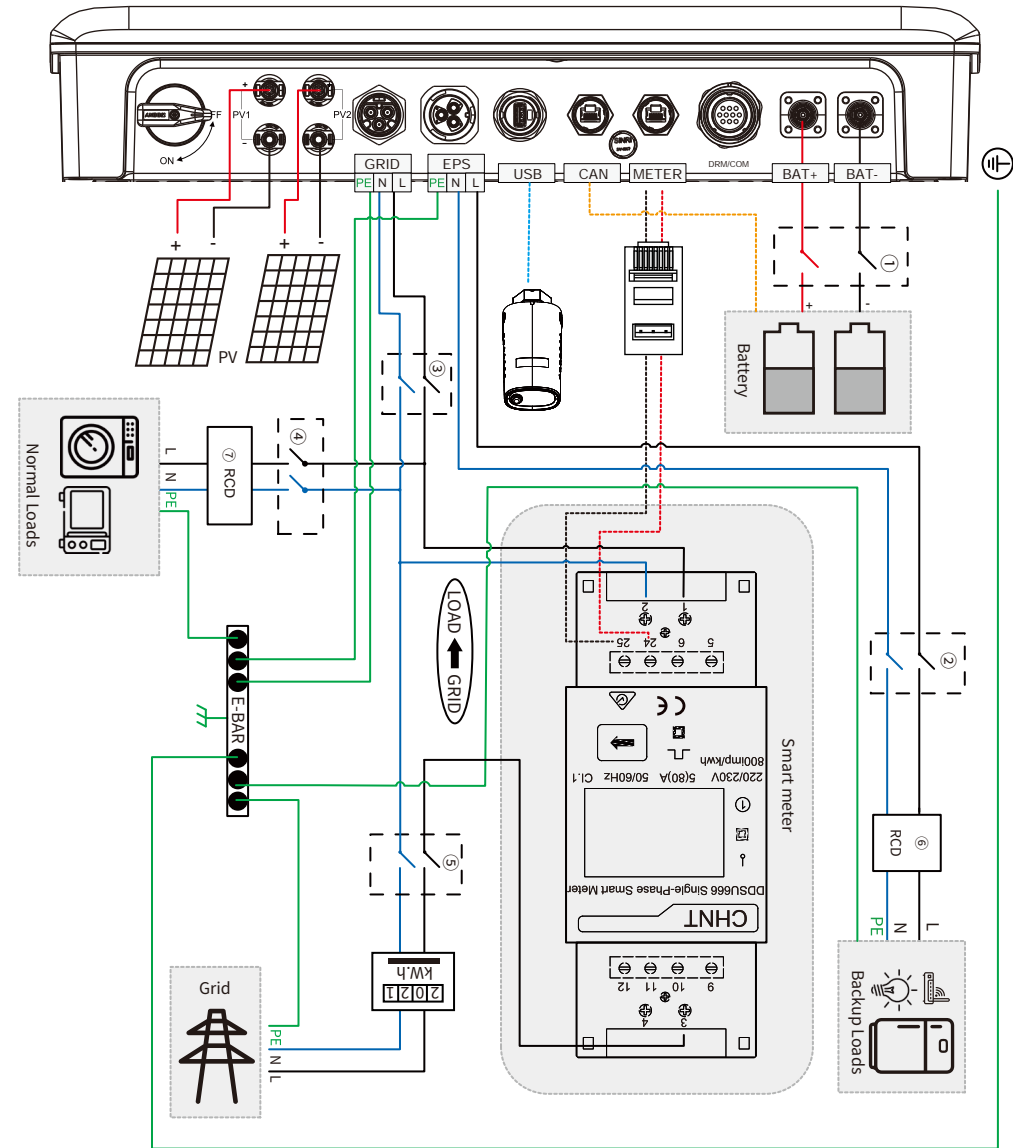 +
-
PV1
PV2
FF
ON
SINRI
DRM/COM
GRID
EPS
USB
CAN
METER
BAT+
BAT-
PE N L
PE N L
+
-
+
-
PV
①
+
-
Battery
③
④
⑦ RCD
L
N
PE
Normal Loads
2
1
25
24
6
5
LOAD
GRID
②
E-BAR
CE
800imp/kwh
220/230V
5(80)A
50/60Hz
Cl.1
Smart meter
DDSU666 Single-Phase Smart Meter
CHNT
⑤
⑥
RCD
PE
N
L
Backup Loads
kW.h
2021
12
11
10
9
4
3
Grid
PE
N
L